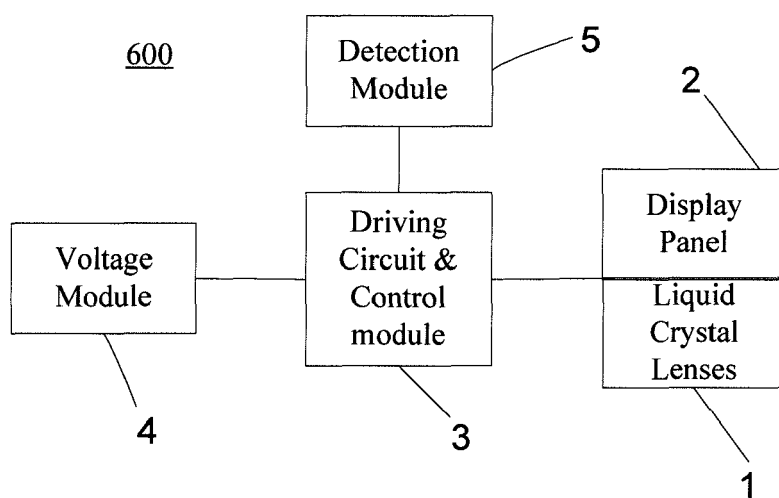 600
Detection
Module
5
2
Display
Panel
Driving
Circuit &
Control
module
Voltage
Module
Liquid
Crystal
Lenses
4
3
1